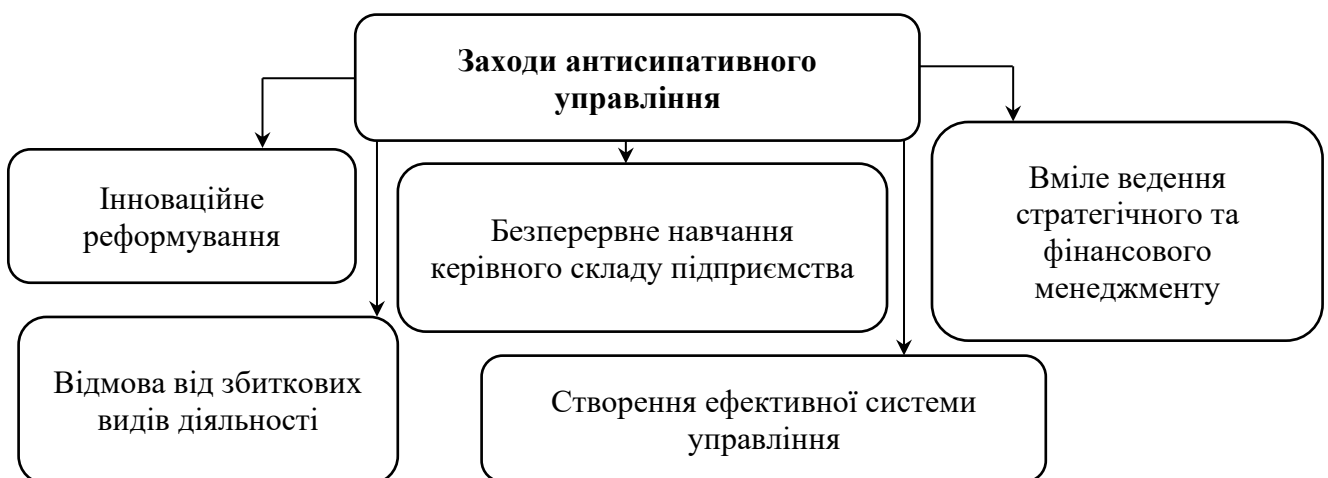 Заходи антисипативного
управління
Інноваційне
реформування
Безперервне навчання
керівного складу підприємства
Вміле ведення
стратегічного та
фінансового
менеджменту
Відмова від збиткових
видів діяльності
Створення ефективної системи
управління